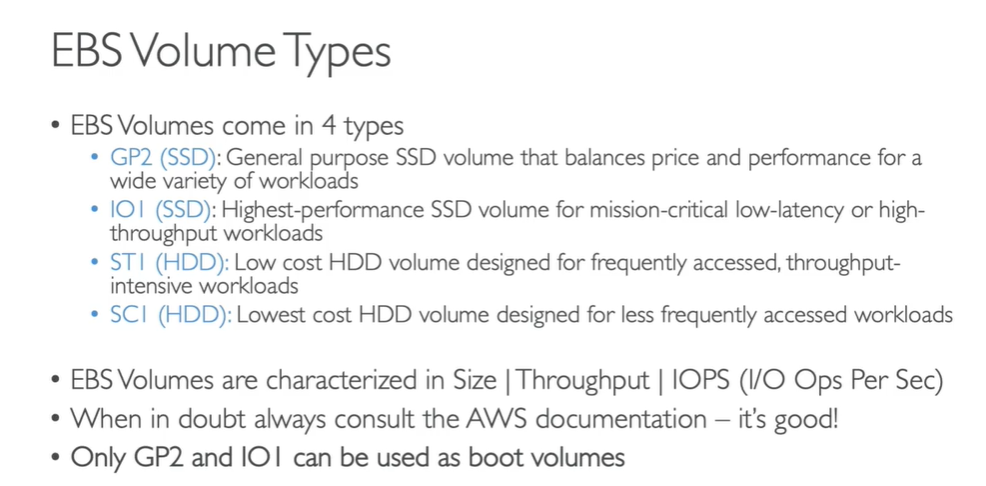 EBS Volume Types
• EBS Volumes come in 4 types
• GP2 (SSD): General purpose SSD volume that balances price and performance for a
wide variety of workloads
• IO1 (SSD): Highest-performance SSD volume for mission-critical low-latency or high-
throughput workloads
• ST1 (HDD): Low cost HDD volume designed for frequently accessed, throughput-
intensive workloads
• SC1 (HDD): Lowest cost HDD volume designed for less frequently accessed workloads
• EBS Volumes are characterized in Size | Throughput | IOPS (I/O Ops Per Sec)
• When in doubt always consult the AWS documentation – it's good!
• Only GP2 and IO1 can be used as boot volumes